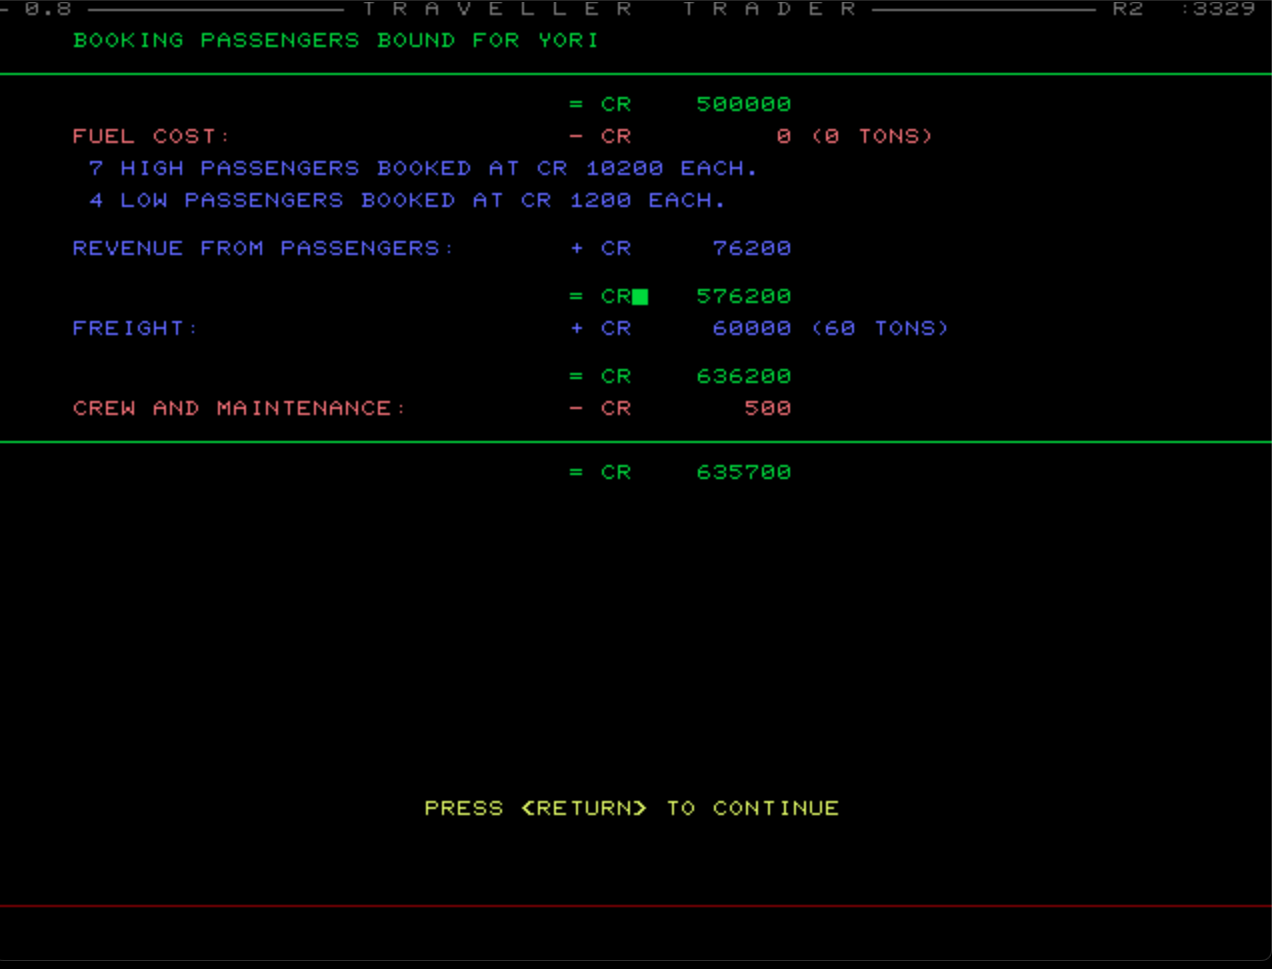 0.8 T R A V E L L E R   T R A D E R R2 :3329
BOOKING PASSENGERS BOUND FOR YORI
= CR 500000
FUEL COST: - CR 0 (0 TONS)
7 HIGH PASSENGERS BOOKED AT CR 10200 EACH.
4 LOW PASSENGERS BOOKED AT CR 1200 EACH.
REVENUE FROM PASSENGERS: + CR 76200
= CR 576200
FREIGHT: + CR 60000 (60 TONS)
= CR 636200
CREW AND MAINTENANCE: - CR 500
= CR 635700
PRESS <RETURN> TO CONTINUE